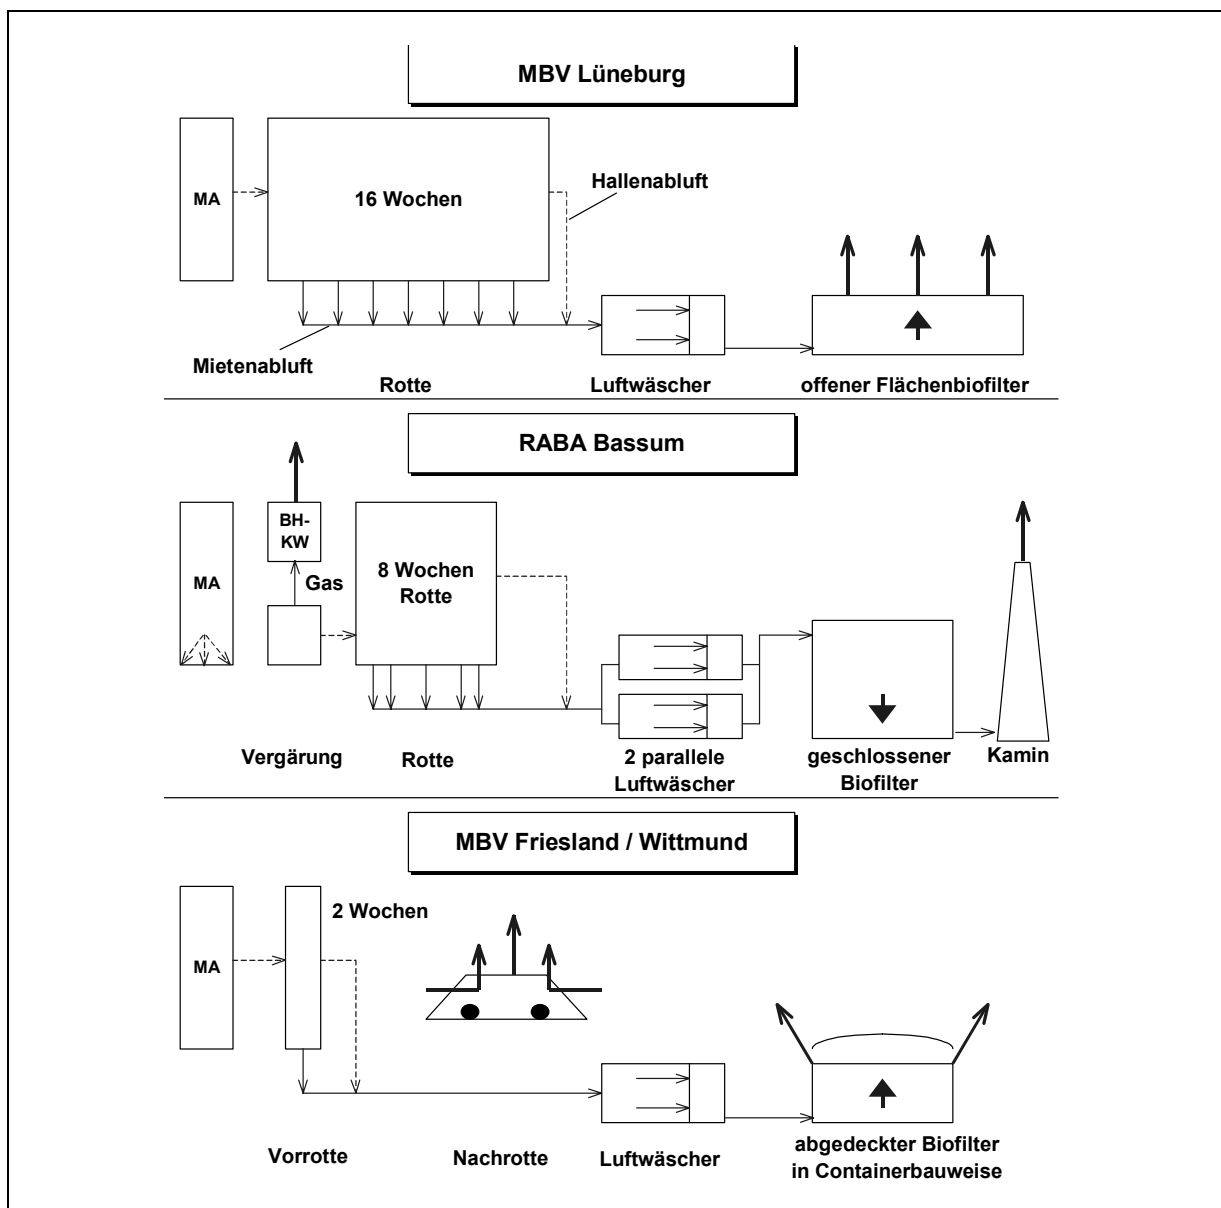 MBV Lüneburg
MA
16 Wochen
Hallenabluft
Mietenabluft
Rotte
Luftwäscher
offener Flächenbiofilter
RABA Bassum
BH-
KW
MA
Gas
8 Wochen
Rotte
Vergärung
Rotte
2 parallele
Luftwäscher
geschlossener
Biofilter
Kamin
MBV Friesland / Wittmund
MA
2 Wochen
Vorrotte
Nachrotte
Luftwäscher
abgedeckter Biofilter
in Containerbauweise